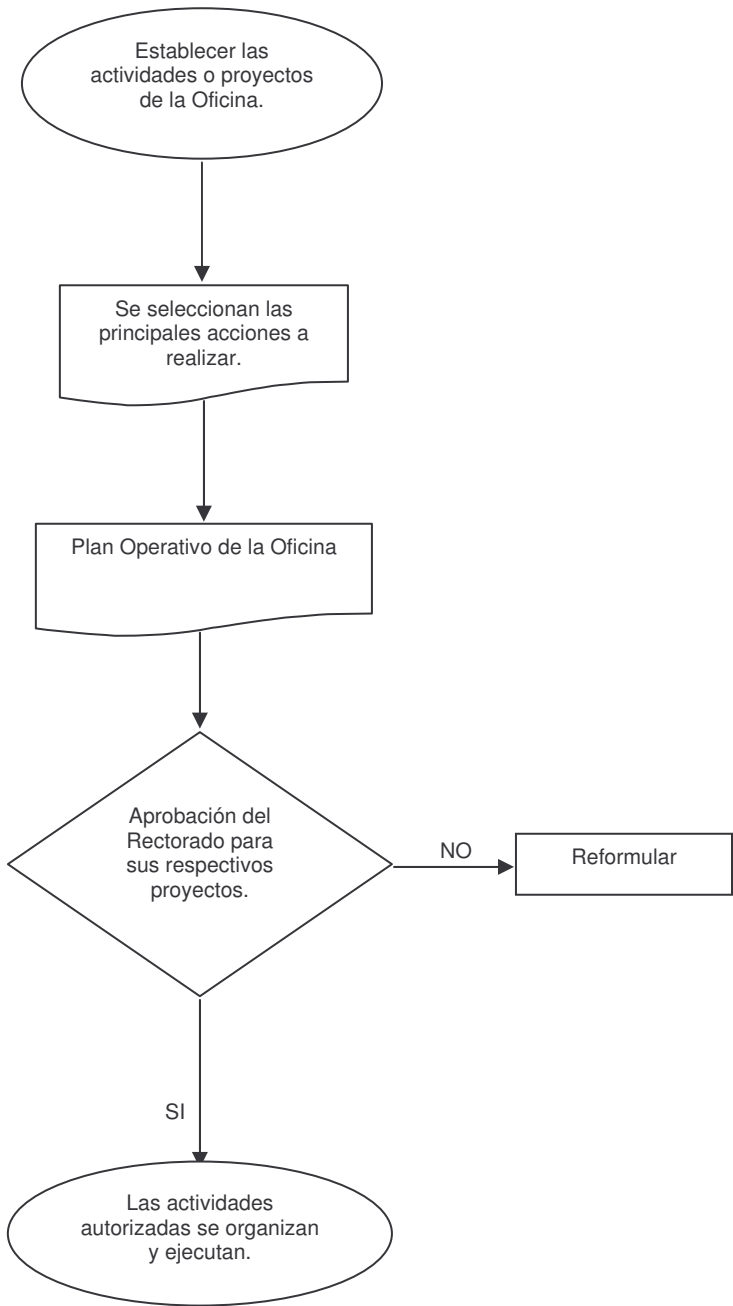 Establecer las
actividades o proyectos
de la Oficina.
Se seleccionan las
principales acciones a
realizar.
Plan Operativo de la Oficina
Aprobación del
Rectorado para
sus respectivos
proyectos.
NO
Reformular
SI
Las actividades
autorizadas se organizan
y ejecutan.